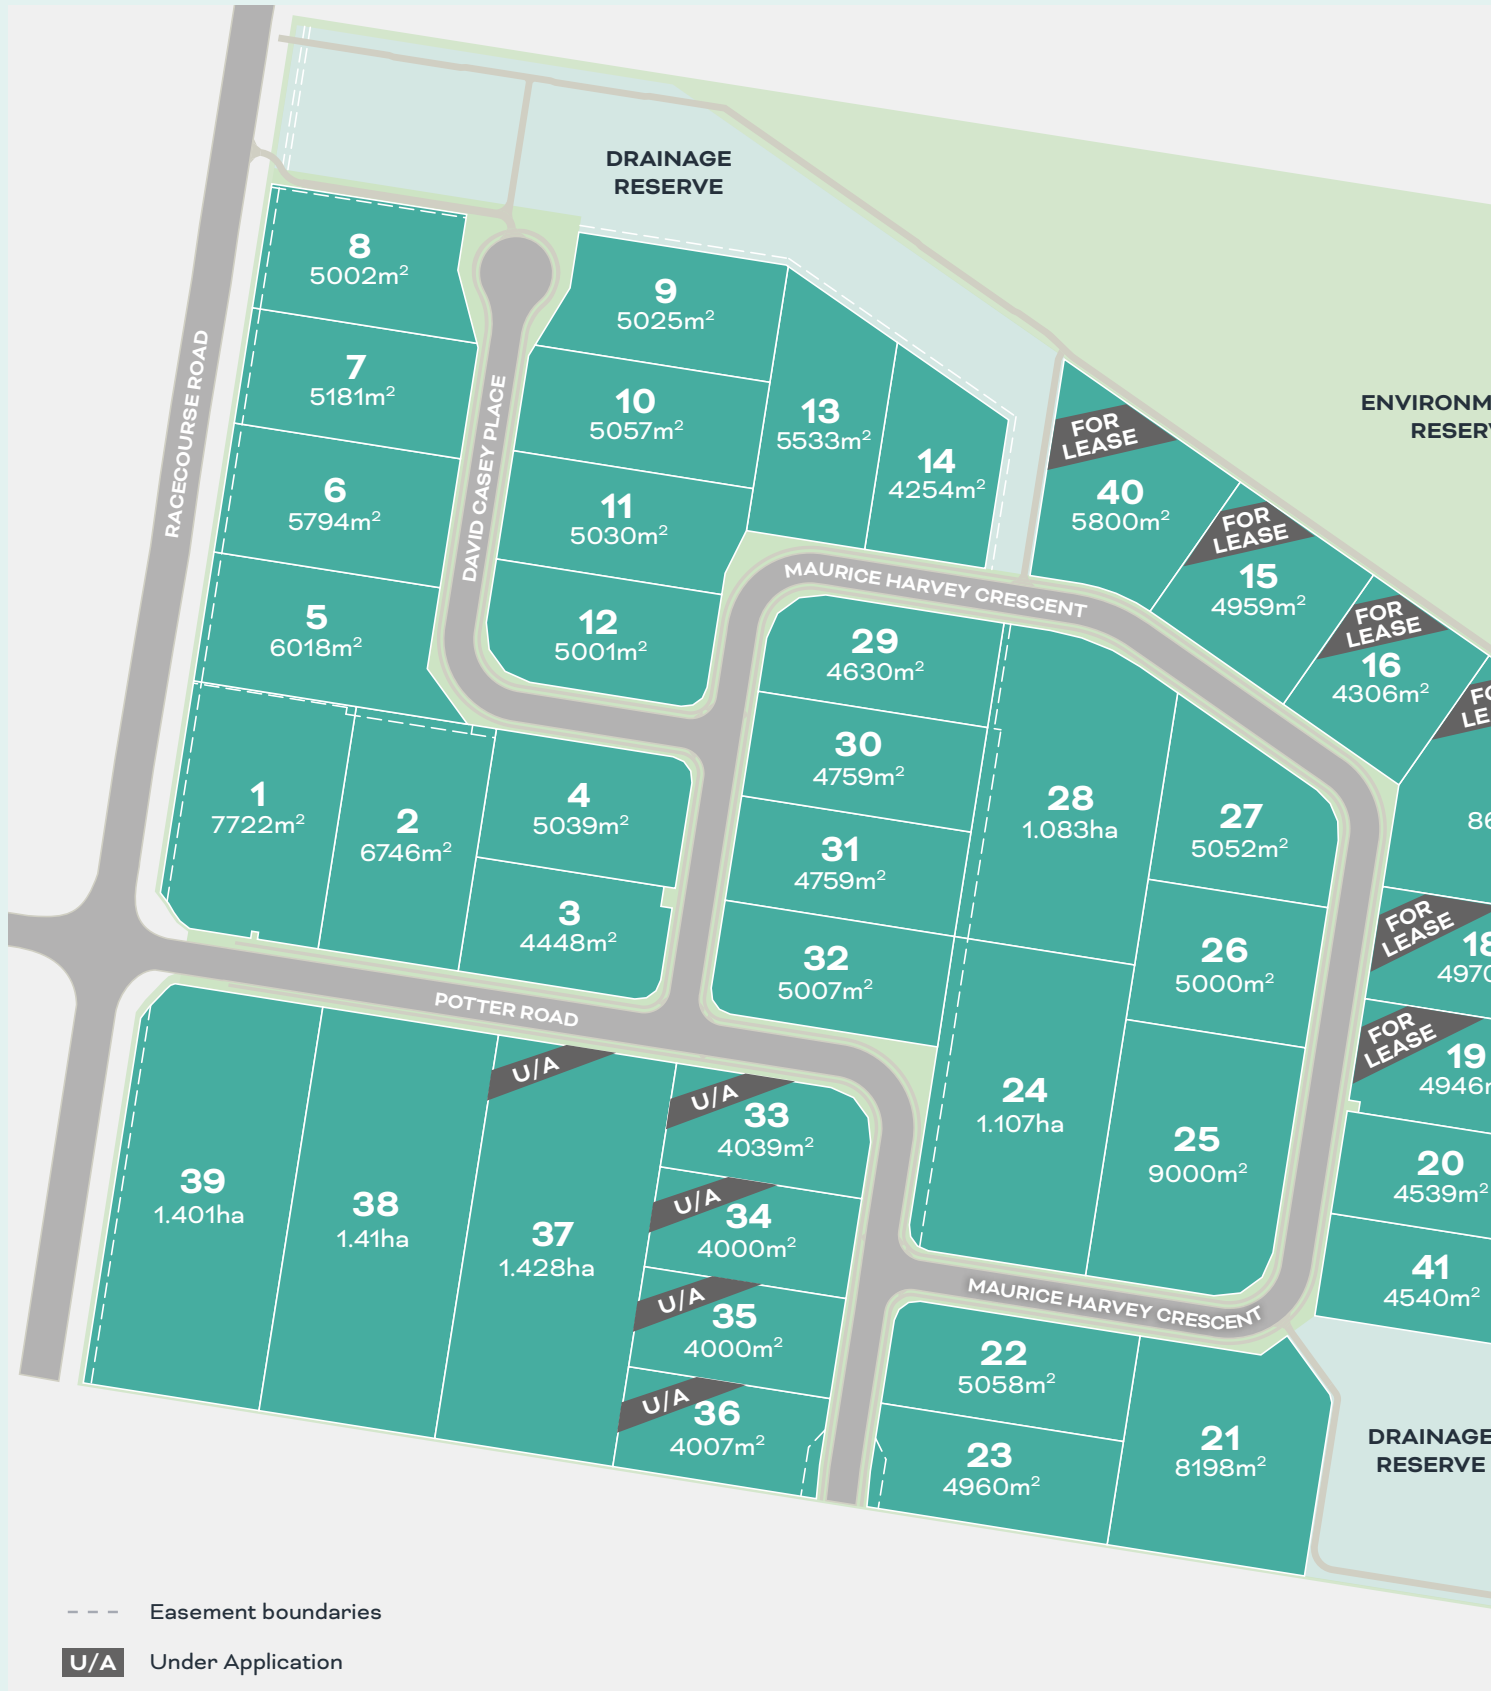 DRAINAGE
RESERVE
8
5002m²
7
5181m²
6
5794m²
5
6018m²
RACECOURSE ROAD
DAVID CASEY PLACE
9
5025m²
10
5057m²
11
5030m²
12
5001m²
13
5533m²
14
4254m²
ENVIRONM
RESERV
FOR
LEASE
40
5800m²
FOR
LEASE
15
4959m²
FOR
LEASE
16
4306m²
MAURICE HARVEY CRESCENT
1
7722m²
2
6746m²
4
5039m²
3
4448m²
29
4630m²
30
4759m²
31
4759m²
32
5007m²
28
1.083ha
27
5052m²
26
5000m²
24
1.107ha
25
9000m²
FOR
LEASE
18
4970
FOR
LEASE
19
4946m
20
4539m²
41
4540m²
POTTER ROAD
39
1.401ha
38
1.41ha
U/A
37
1.428ha
U/A
33
4039m²
U/A
34
4000m²
U/A
35
4000m²
U/A
36
4007m²
MAURICE HARVEY CRESCENT
22
5058m²
23
4960m²
21
8198m²
DRAINAGE
RESERVE
Easement boundaries
U/A Under Application